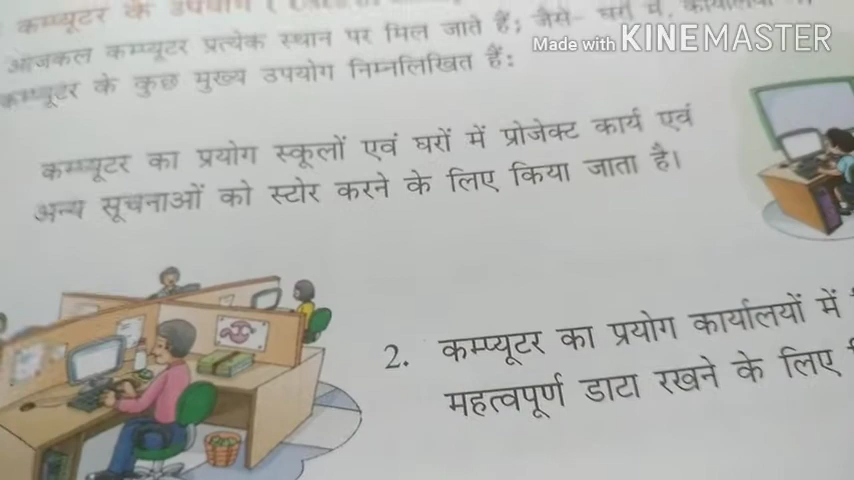 कम्प्यूटर के उपयोग
आजकल कम्प्यूटर प्रत्येक स्थान पर मिल जाते हैं; जैसे- घरों में, कार्यालयों
Made with KINEMASTER
कम्प्यूटर के कुछ मुख्य उपयोग निम्नलिखित हैं:
कम्प्यूटर का प्रयोग स्कूलों एवं घरों में प्रोजेक्ट कार्य एवं
अन्य सूचनाओं को स्टोर करने के लिए किया जाता है।
2. कम्प्यूटर का प्रयोग कार्यालयों में
महत्वपूर्ण डाटा रखने के लिए